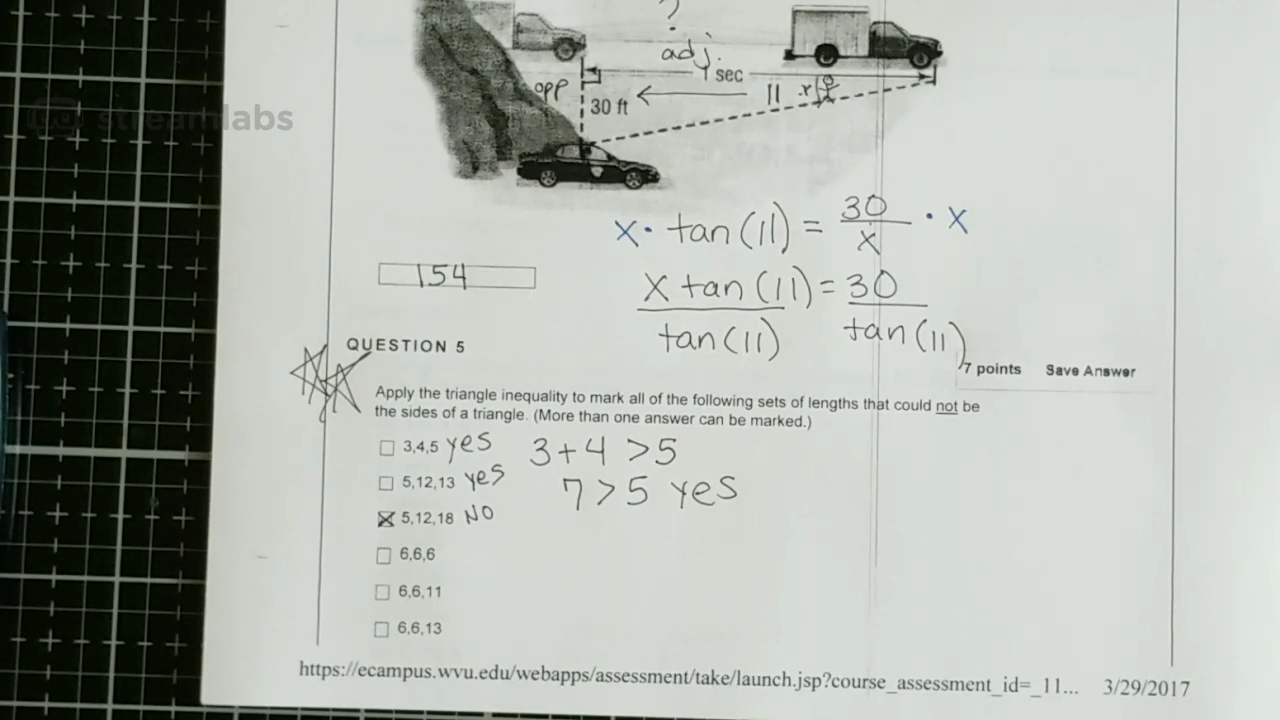 ?
adj.
1 sec
opp
30 ft
11
streamlabs
x · tan(11) = 30/x · x
154
x tan(11) = 30
tan(11) tan(11)
QUESTION 5
7 points Save Answer
Apply the triangle inequality to mark all of the following sets of lengths that could not be
the sides of a triangle. (More than one answer can be marked.)
3,4,5 yes 3+4 >5
5,12,13 yes 7 > 5 yes
5,12,18 NO
6,6,6
6,6,11
6,6,13
https://ecampus.wvu.edu/webapps/assessment/take/launch.jsp?course_assessment_id=_11... 3/29/2017